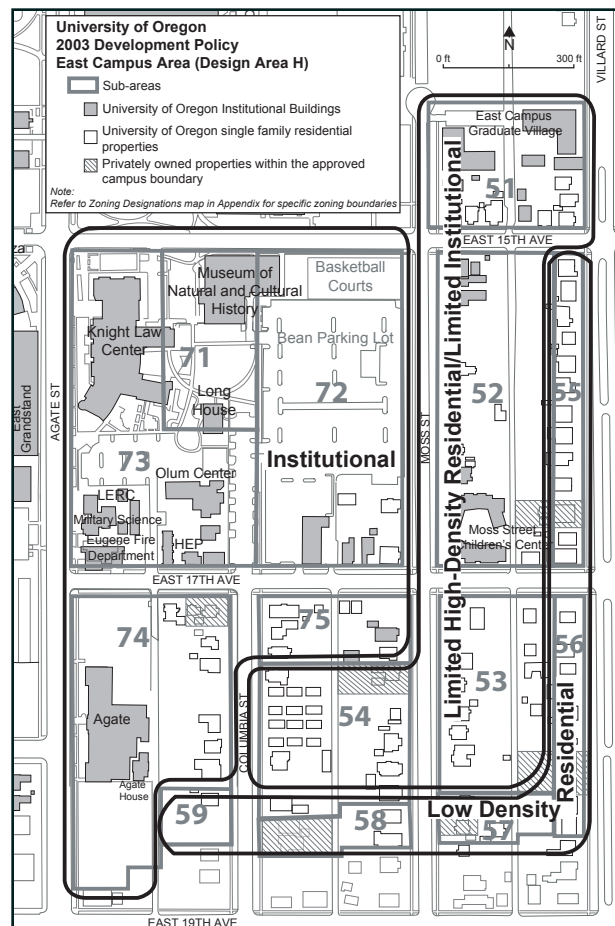 University of Oregon
2003 Development Policy
East Campus Area (Design Area H)
Sub-areas
University of Oregon Institutional Buildings
University of Oregon single family residential
properties
Privately owned properties within the approved
campus boundary
Note:
Refer to Zoning Designations map in Appendix for specific zoning boundaries
N
0 ft
300 ft
VILLARD ST
East Campus
Graduate Village
51
EAST 15TH AVE
Museum of
Natural and Cultural
History
Basketball
Courts
Knight Law
Center
71
Bean Parking Lot
Long
House
72
52
55
East
Grandstand
AGATE ST
MOSS ST
Limited High-Density Residential/Limited Institutional
73
Olum Center
Institutional
LERC
Military Science
Eugene Fire
Department
HEP
Moss Street
Children's Center
EAST 17TH AVE
74
75
56
53
54
Agate
COLUMBIA ST
Residential
Agate
House
59
58
Low Density
57
EAST 19TH AVE